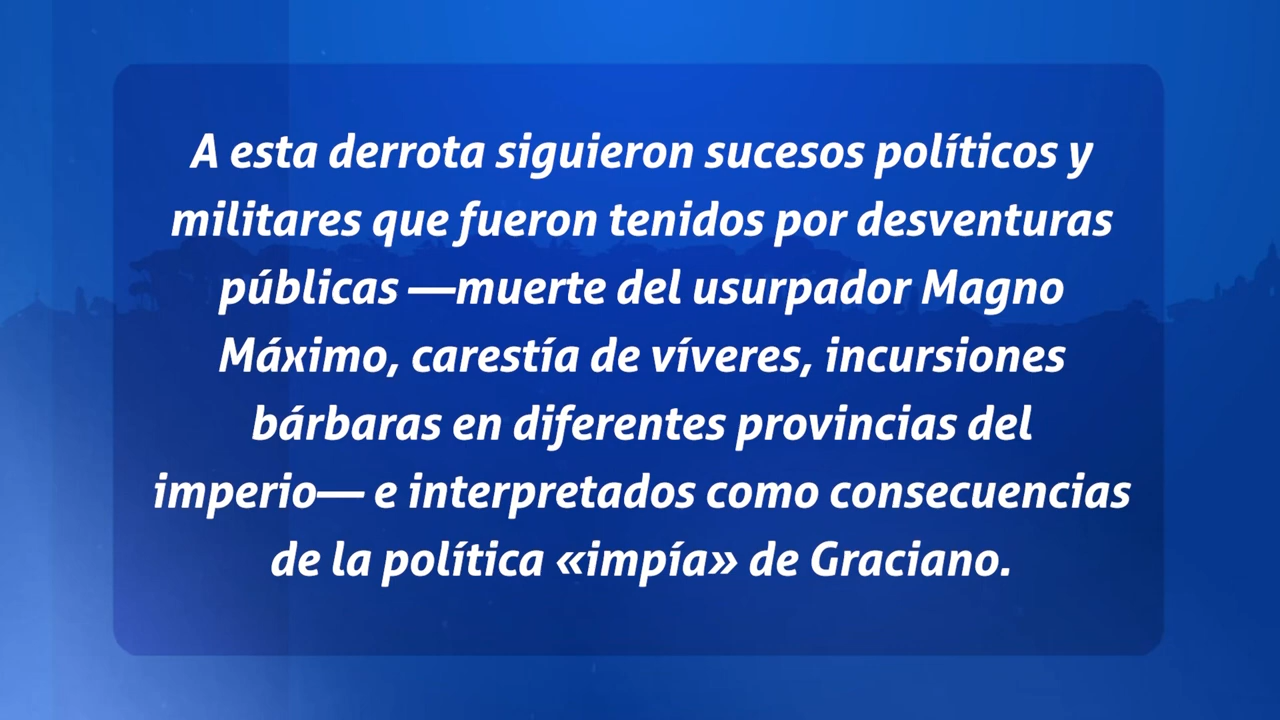 A esta derrota siguieron sucesos políticos y
militares que fueron tenidos por desventuras
públicas —muerte del usurpador Magno
Máximo, carestía de víveres, incursiones
bárbaras en diferentes provincias del
imperio— e interpretados como consecuencias
de la política «impía» de Graciano.